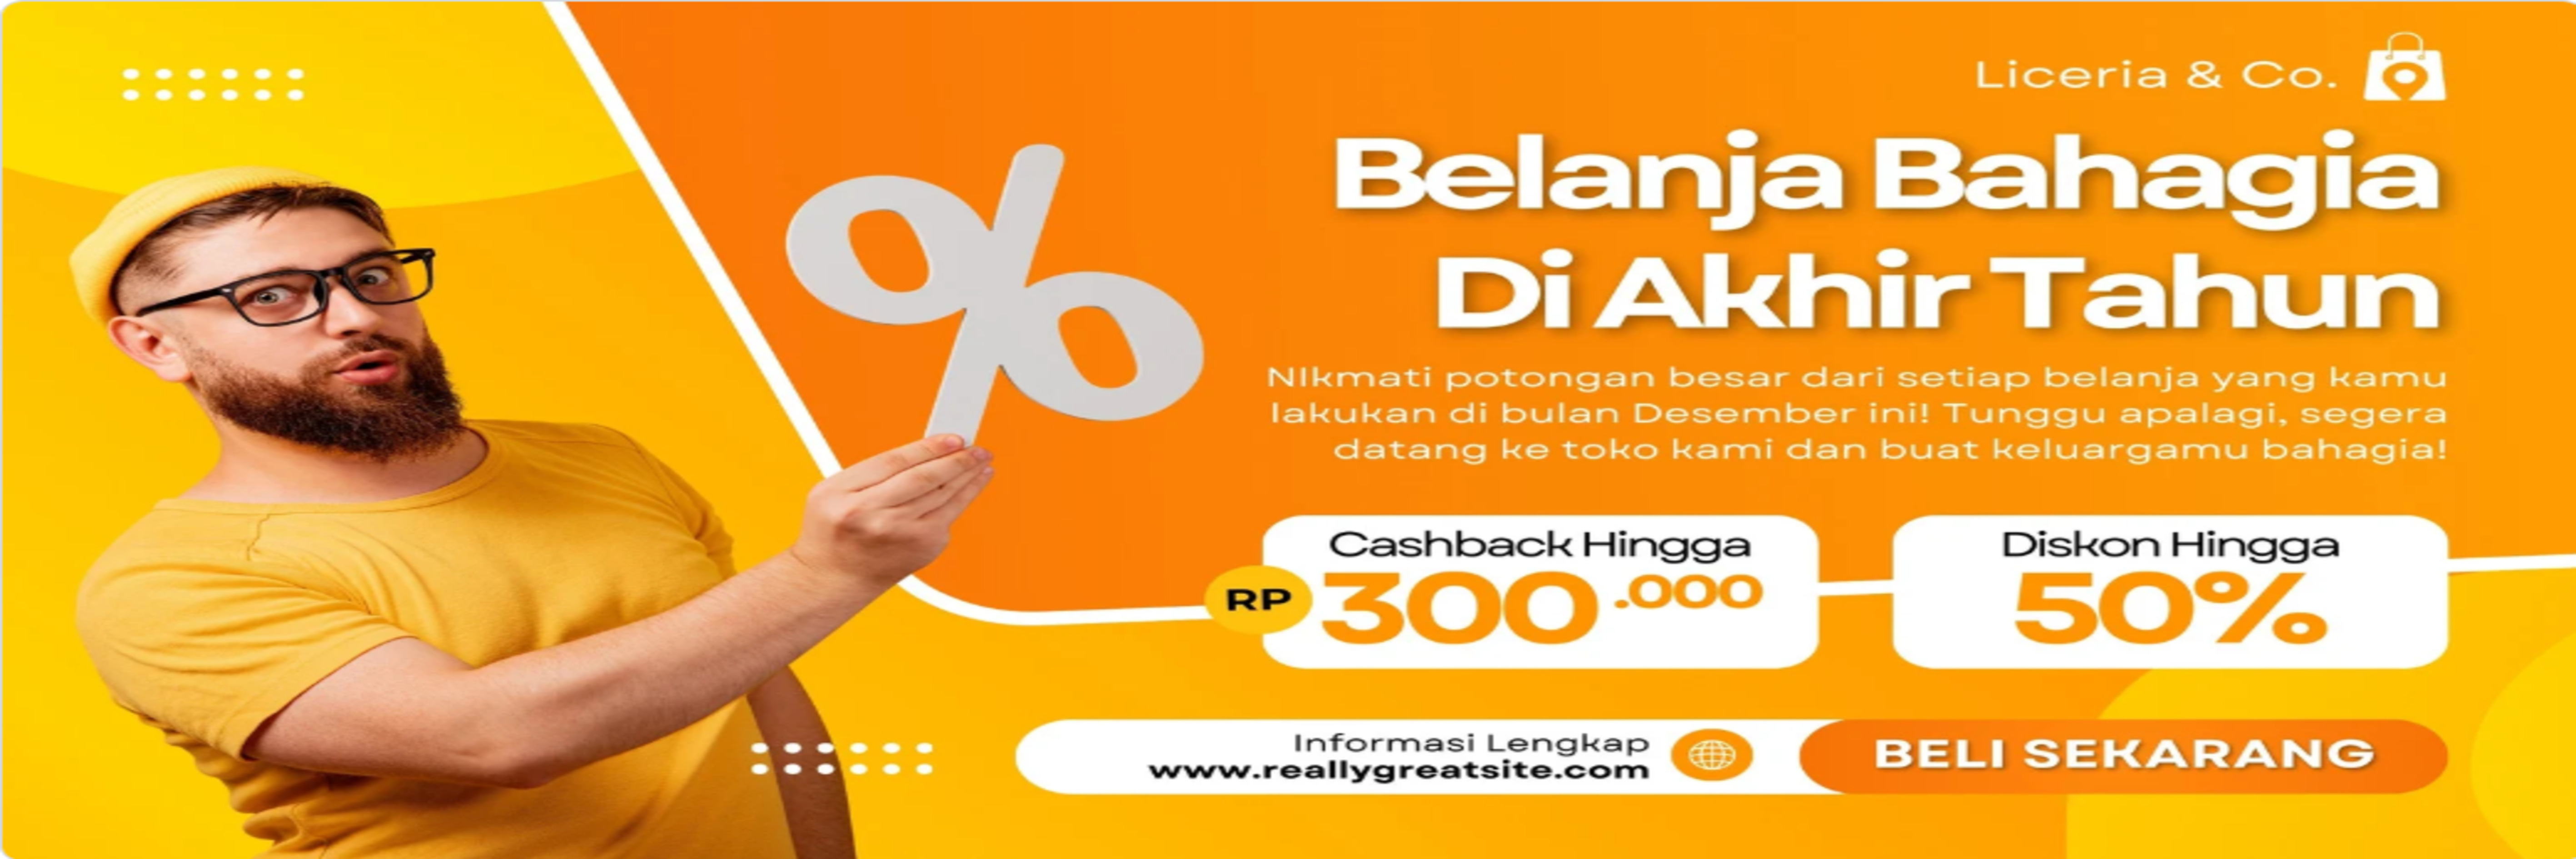 Liceria & Co.
Belanja Bahagia
Di Akhir Tahun
NIkmati potongan besar dari setiap belanja yang kamu
lakukan di bulan Desember ini! Tunggu apalagi, segera
datang ke toko kami dan buat keluargamu bahagia!
Cashback Hingga
RP 300.000
Diskon Hingga
50%
Informasi Lengkap
www.reallygreatsite.com
BELI SEKARANG
%